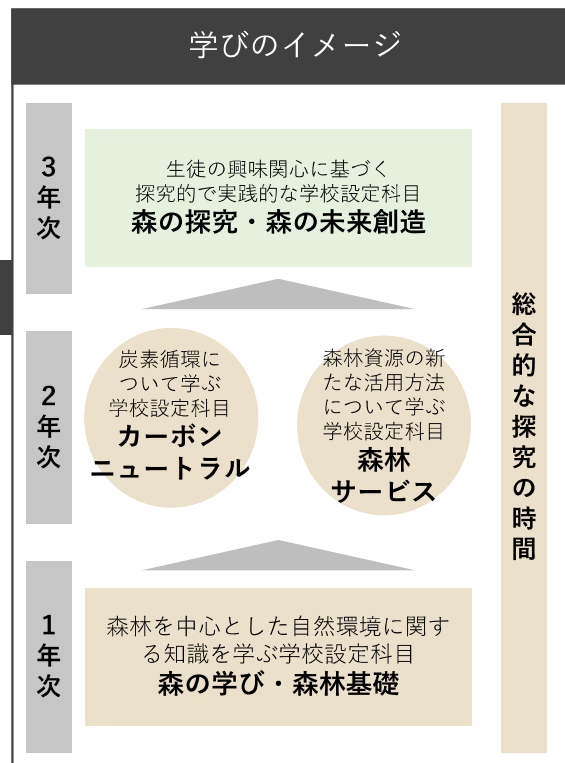 学びのイメージ
3年次
生徒の興味関心に基づく
探究的で実践的な学校設定科目
森の探究・森の未来創造
2年次
炭素循環に
ついて学ぶ
学校設定科目
カーボン
ニュートラル
森林資源の新
たな活用方法
について学ぶ
学校設定科目
森林
サービス
1年次
森林を中心とした自然環境に関す
る知識を学ぶ学校設定科目
森の学び・森林基礎
総合的な探究の時間